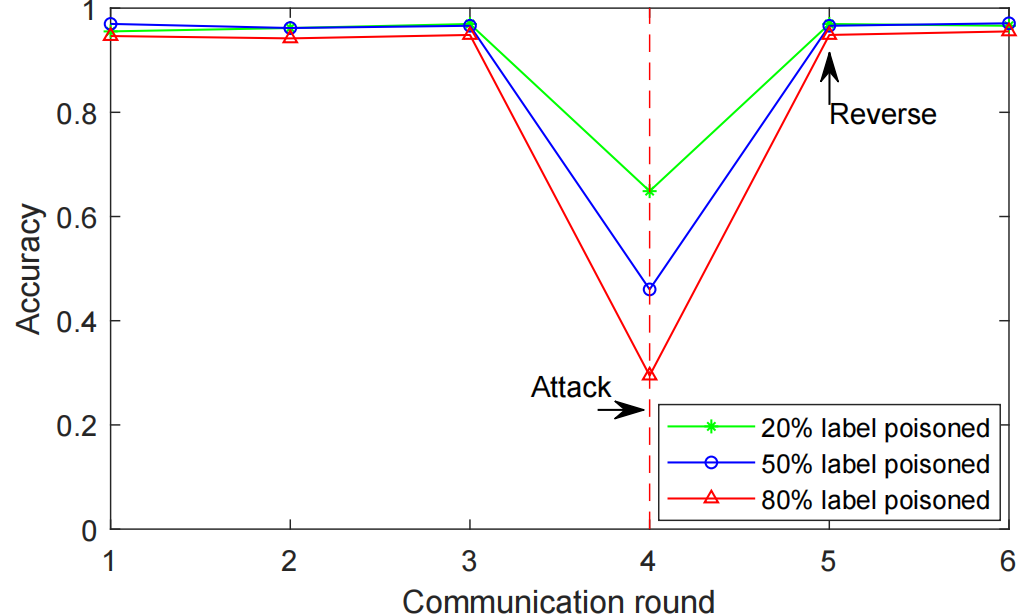 1
0.8
0.6
0.4
0.2
0
Accuracy
Reverse
Attack
20% label poisoned
50% label poisoned
80% label poisoned
1 2 3 4 5 6
Communication round